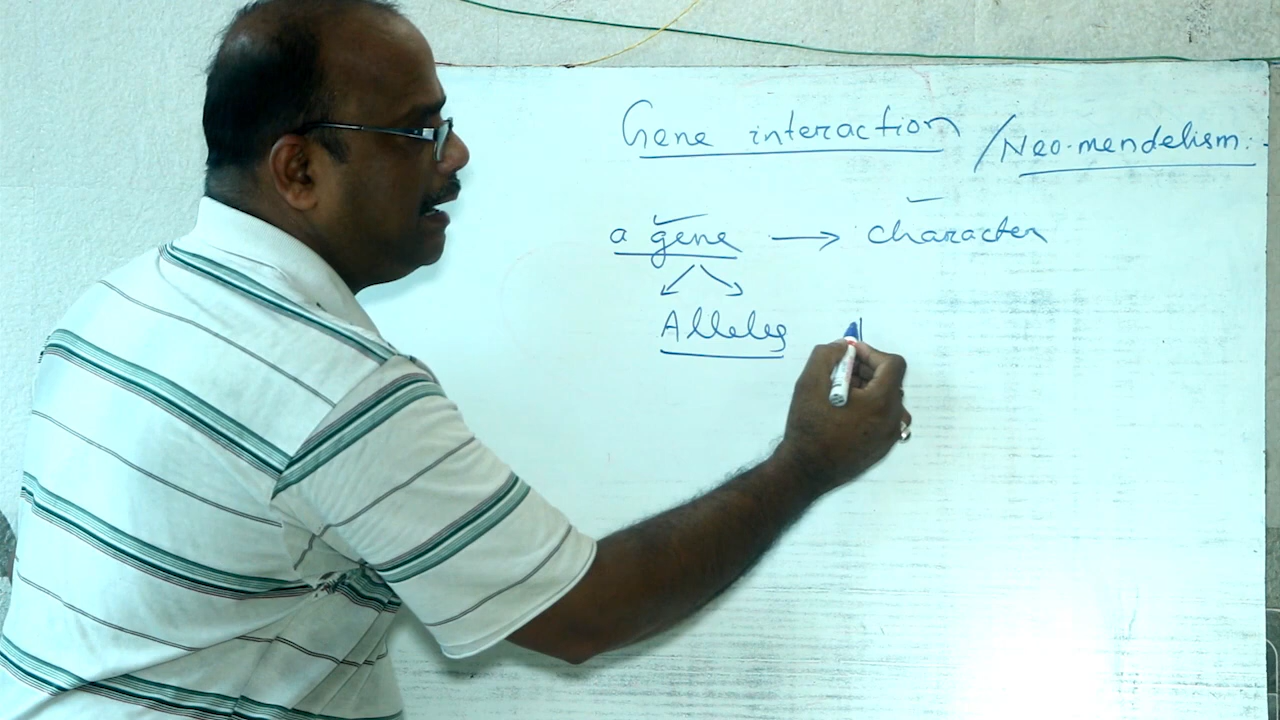 Gene interaction / Neo-mendelism:-
a gene → character
Alleles